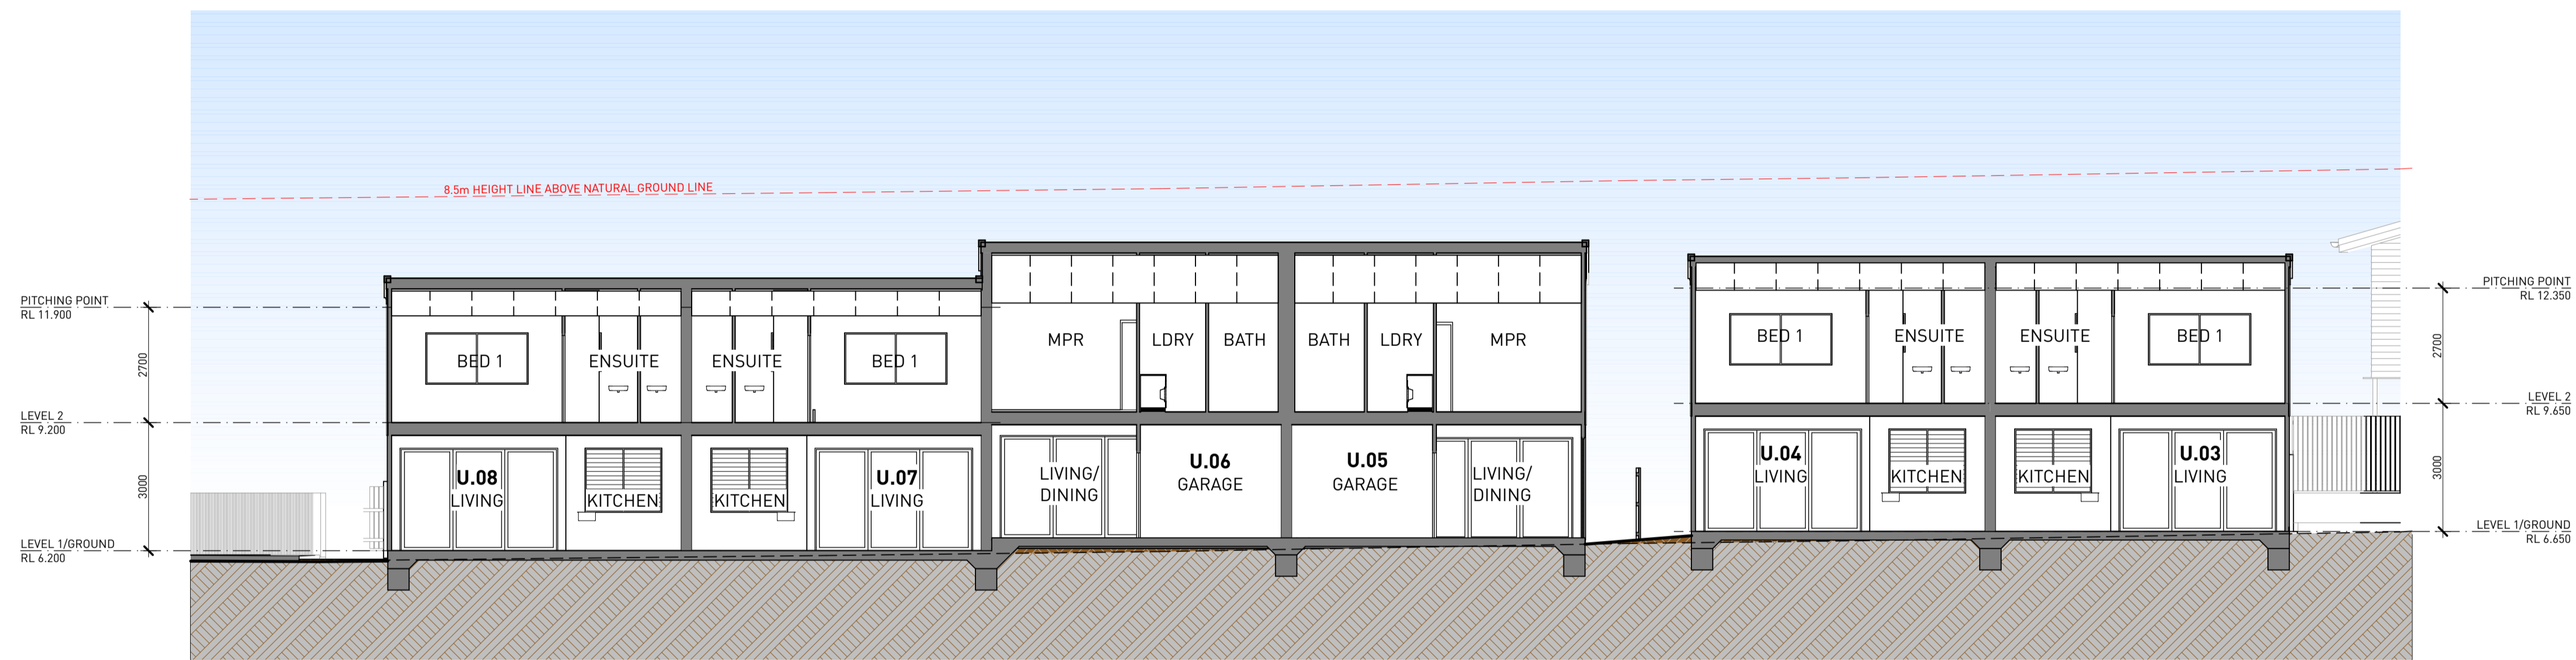 8.5m HEIGHT LINE ABOVE NATURAL GROUND LINE
PITCHING POINT
RL 11.900
2700
LEVEL 2
RL 9.200
3000
LEVEL 1/GROUND
RL 6.200
BED 1
ENSUITE
ENSUITE
BED 1
U.08
LIVING
KITCHEN
KITCHEN
U.07
LIVING
MPR
LDRY
BATH
BATH
LDRY
MPR
LIVING/
DINING
U.06
GARAGE
U.05
GARAGE
LIVING/
DINING
BED 1
ENSUITE
ENSUITE
BED 1
U.04
LIVING
KITCHEN
KITCHEN
U.03
LIVING
PITCHING POINT
RL 12.350
2700
LEVEL 2
RL 9.650
3000
LEVEL 1/GROUND
RL 6.650